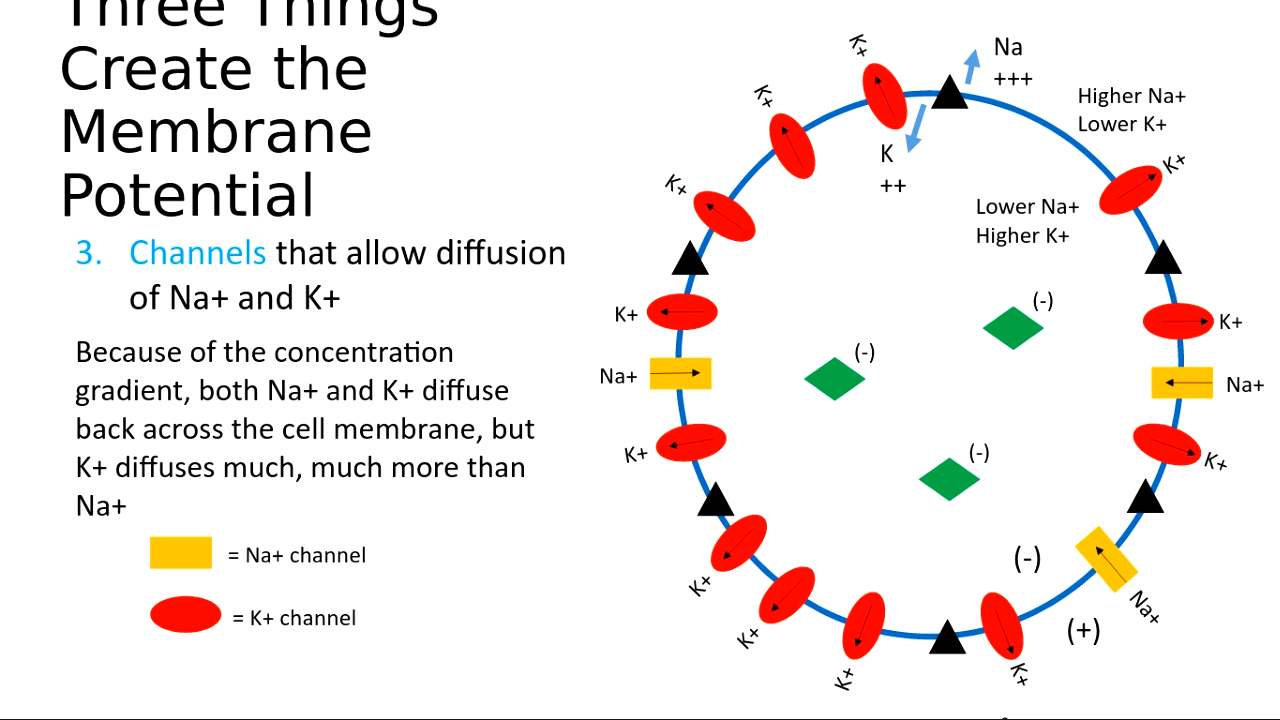 Three Things
Create the
Membrane
Potential
3. Channels that allow diffusion
of Na+ and K+
Because of the concentration
gradient, both Na+ and K+ diffuse
back across the cell membrane, but
K+ diffuses much, much more than
Na+
= Na+ channel
= K+ channel
Na
+++
K
++
Higher Na+
Lower K+
Lower Na+
Higher K+
K+
K+
K+
K+
K+
Na+
K+
Na+
K+
K+
K+
K+
K+
K+
Na+
(-)
(-)
(-)
(-)
(+)